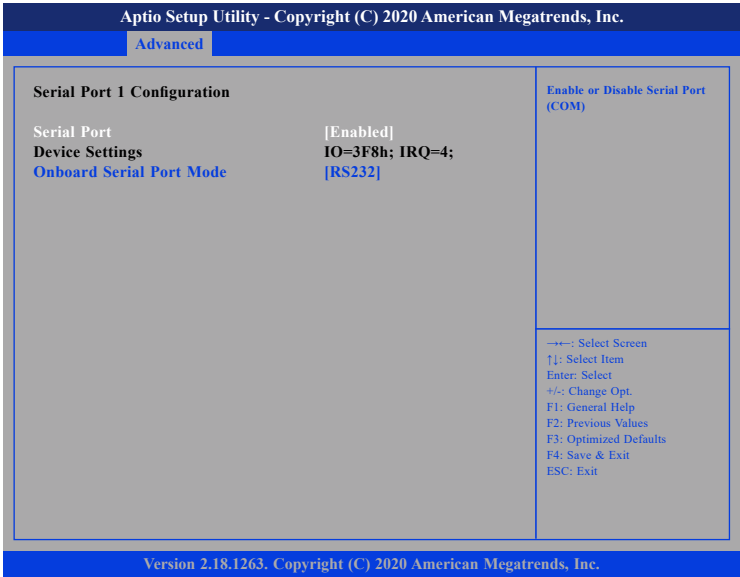 Aptio Setup Utility - Copyright (C) 2020 American Megatrends, Inc.
Advanced
Serial Port 1 Configuration
Serial Port [Enabled]
Device Settings IO=3F8h; IRQ=4;
Onboard Serial Port Mode [RS232]
Enable or Disable Serial Port
(COM)
→←: Select Screen
↑↓: Select Item
Enter: Select
+/-: Change Opt.
F1: General Help
F2: Previous Values
F3: Optimized Defaults
F4: Save & Exit
ESC: Exit
Version 2.18.1263. Copyright (C) 2020 American Megatrends, Inc.